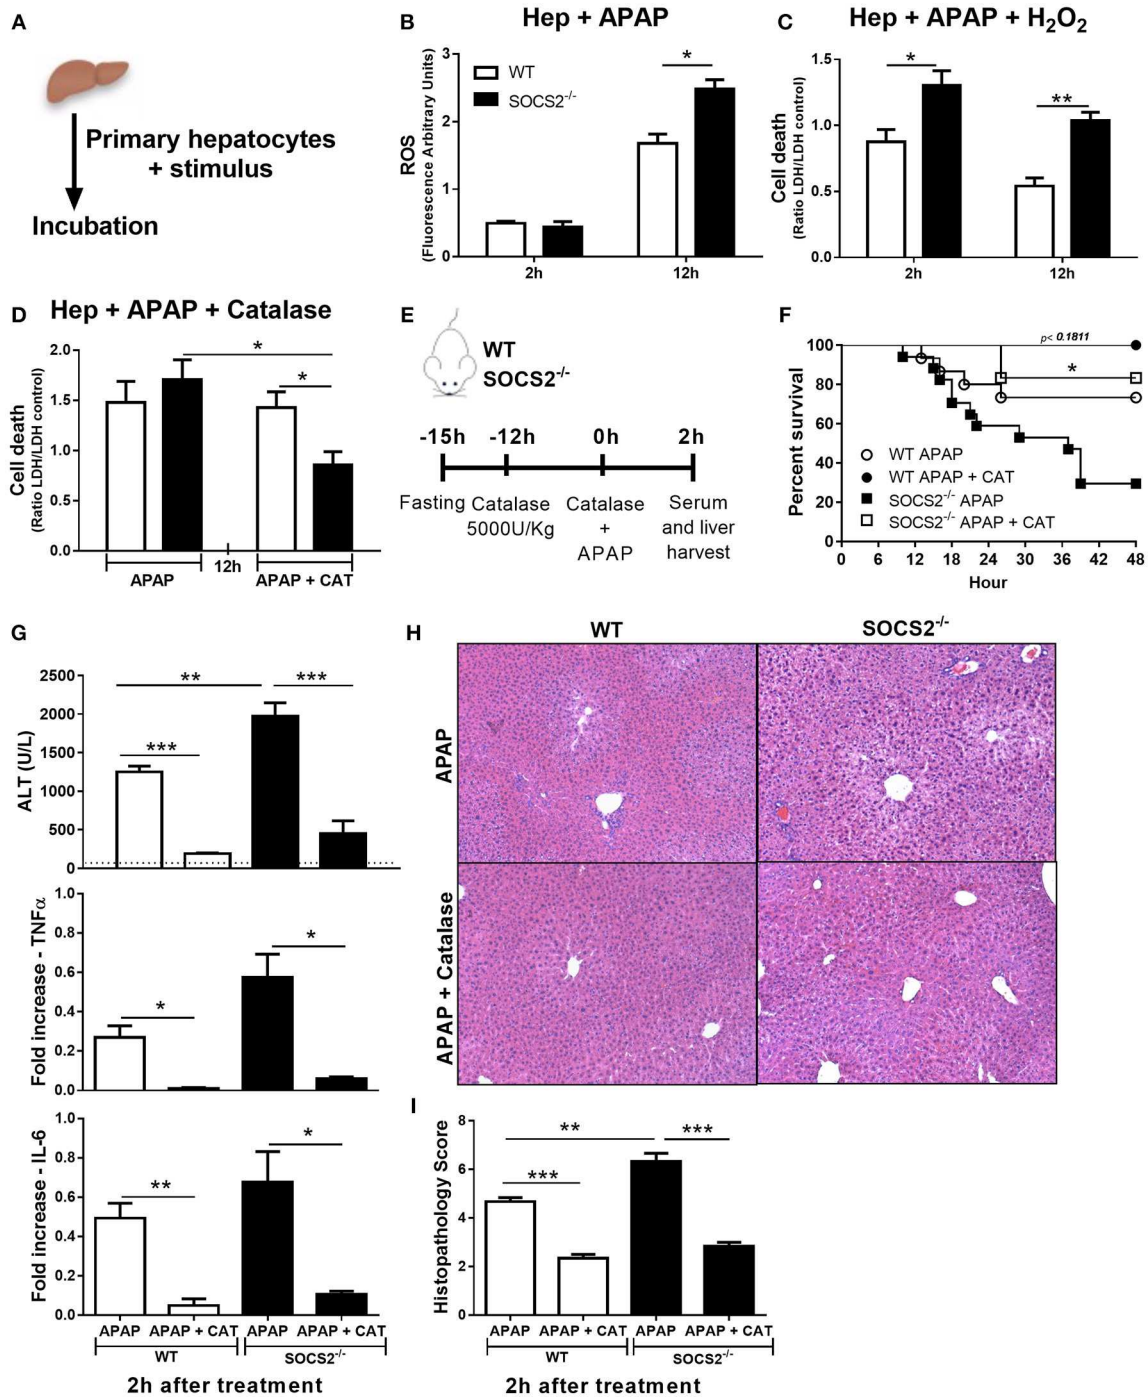 A
Primary hepatocytes
+ stimulus
Incubation
B
Hep + APAP
ROS
(Fluorescence Arbitrary Units)
3
2
1
0
WT
SOCS2-/-
*
2h
12h
C
Hep + APAP + H2O2
Cell death
(Ratio LDH/LDH control)
1.5
1.0
0.5
0.0
*
**
2h
12h
D
Hep + APAP + Catalase
Cell death
(Ratio LDH/LDH control)
2.0
1.5
1.0
0.5
0.0
*
*
APAP
12h
APAP + CAT
E
WT
SOCS2-/-
-15h
-12h
0h
2h
Fasting
Catalase
5000U/Kg
Catalase
+
APAP
Serum
and liver
harvest
F
Percent survival
100
80
60
40
20
0
p< 0.1811
*
WT APAP
WT APAP + CAT
SOCS2-/- APAP
SOCS2-/- APAP + CAT
0 6 12 18 24 30 36 42 48
Hour
G
ALT (U/L)
2500
2000
1500
1000
500
0
**
***
***
Fold increase - TNFα
1.0
0.8
0.6
0.4
0.2
0.0
*
*
Fold increase - IL-6
1.0
0.8
0.6
0.4
0.2
0.0
**
*
APAP APAP + CAT APAP APAP + CAT
WT SOCS2-/-
2h after treatment
H
WT
SOCS2-/-
APAP
APAP + Catalase
I
Histopathology Score
8
6
4
2
0
**
***
***
APAP APAP + CAT APAP APAP + CAT
WT SOCS2-/-
2h after treatment